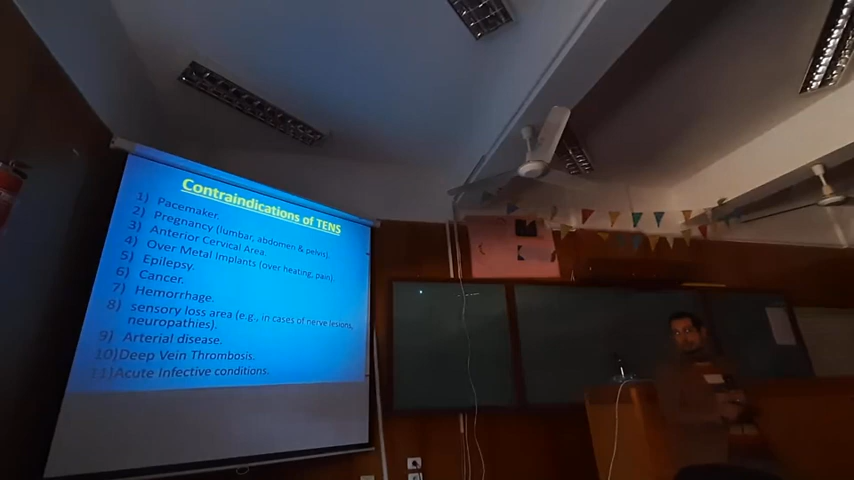 Contraindications of TENS
1) Pacemaker.
2) Pregnancy (lumbar, abdomen & pelvis).
3) Anterior Cervical Area.
4) Over Metal Implants (over heating, pain).
5) Epilepsy.
6) Cancer.
7) Hemorrhage.
8) sensory loss area (e.g., in cases of nerve lesions,
neuropathies).
9) Arterial disease.
10)Deep Vein Thrombosis.
11)Acute Infective conditions.